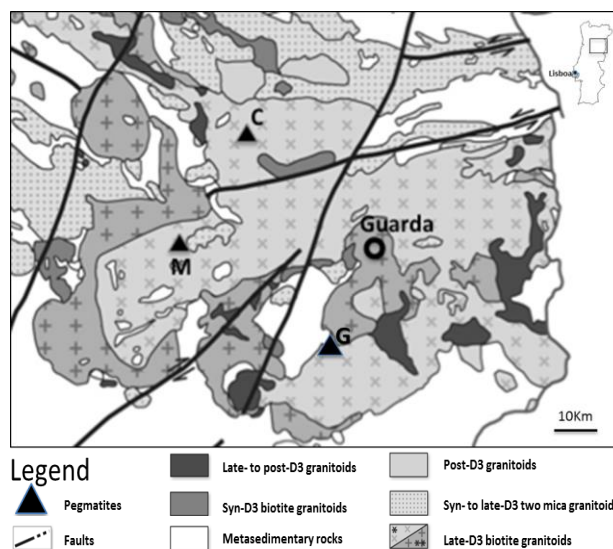 Lisboa
C
Guarda
M
G
10Km
Legend
Pegmatites
Faults
Late- to post-D3 granitoids
Syn-D3 biotite granitoids
Metasedimentary rocks
Post-D3 granitoids
Syn- to late-D3 two mica granitoid
* **
Late-D3 biotite granitoids